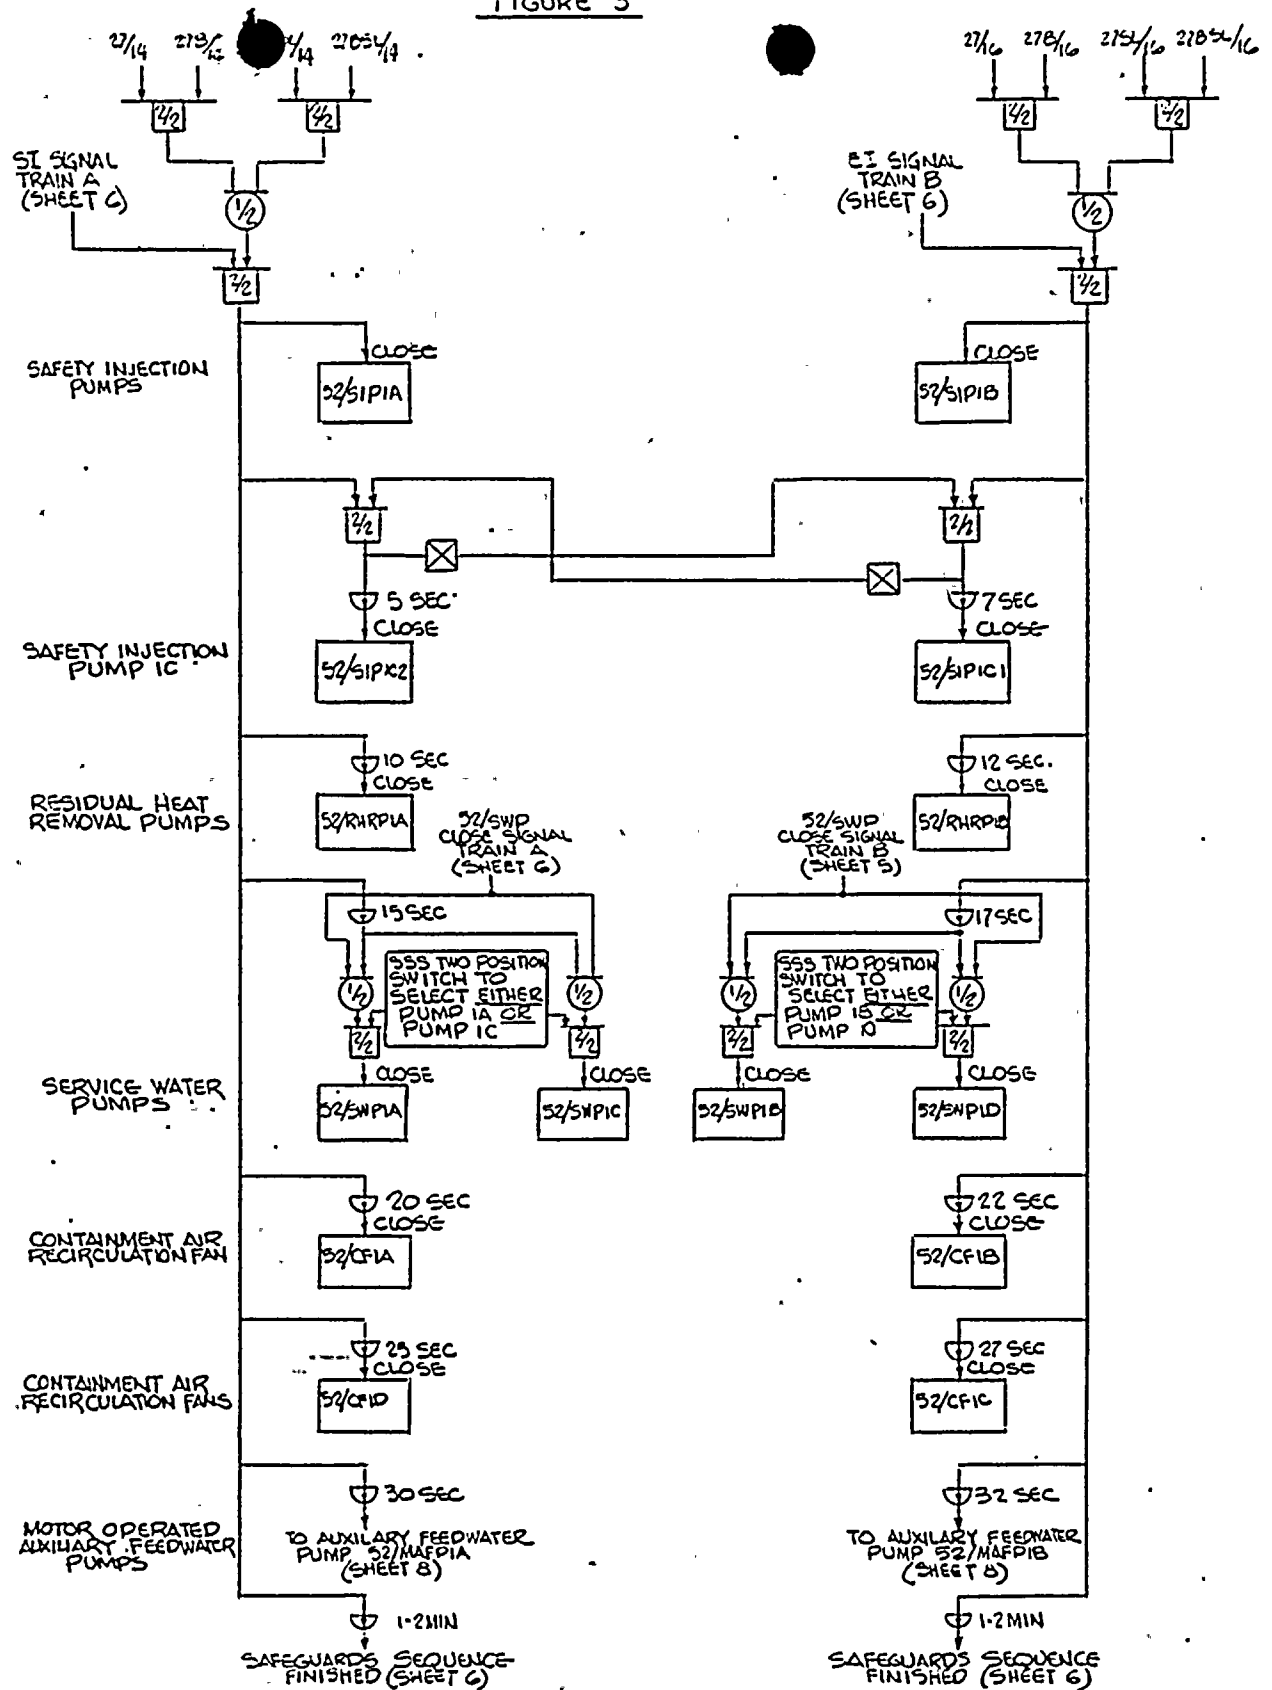 FIGURE 3
27/14
27B/14
27BSL/14
27/16 27B/16 27SL/16 27BSL/16
2/2 2/2
2/2 2/2
SI SIGNAL
TRAIN A
(SHEET 6)
1/2
SI SIGNAL
TRAIN B
(SHEET 6)
1/2
2/2
2/2
SAFETY INJECTION
PUMPS
CLOSE
52/SIP1A
CLOSE
52/SIP1B
2/2
2/2
SAFETY INJECTION
PUMP 1C
5 SEC.
CLOSE
52/SIP1C2
7 SEC
CLOSE
52/SIP1C1
RESIDUAL HEAT
REMOVAL PUMPS
10 SEC
CLOSE
52/RHRP1A
12 SEC.
CLOSE
52/RHRP1B
52/SWP
CLOSE SIGNAL
TRAIN A
(SHEET 6)
52/SWP
CLOSE SIGNAL
TRAIN B
(SHEET 5)
15 SEC
17 SEC
SSS TWO POSITION
SWITCH TO
SELECT EITHER
PUMP 1A OR
PUMP 1C
SSS TWO POSITION
SWITCH TO
SELECT EITHER
PUMP 1B OR
PUMP D
1/2 1/2 1/2 1/2
2/2 2/2 2/2 2/2
SERVICE WATER
PUMPS
CLOSE CLOSE CLOSE CLOSE
52/SWP1A 52/SWP1C 52/SWP1B 52/SWP1D
CONTAINMENT AIR
RECIRCULATION FAN
20 SEC
CLOSE
52/CF1A
22 SEC
CLOSE
52/CF1B
CONTAINMENT AIR
RECIRCULATION FANS
25 SEC
CLOSE
52/CF1D
27 SEC
CLOSE
52/CF1C
MOTOR OPERATED
AUXILIARY FEEDWATER
PUMPS
30 SEC
TO AUXILARY FEEDWATER
PUMP 52/MAFP1A
(SHEET 8)
32 SEC
TO AUXILARY FEEDWATER
PUMP 52/MAFP1B
(SHEET 8)
1-2 MIN
SAFEGUARDS SEQUENCE
FINISHED (SHEET 6)
1-2 MIN
SAFEGUARDS SEQUENCE
FINISHED (SHEET 6)